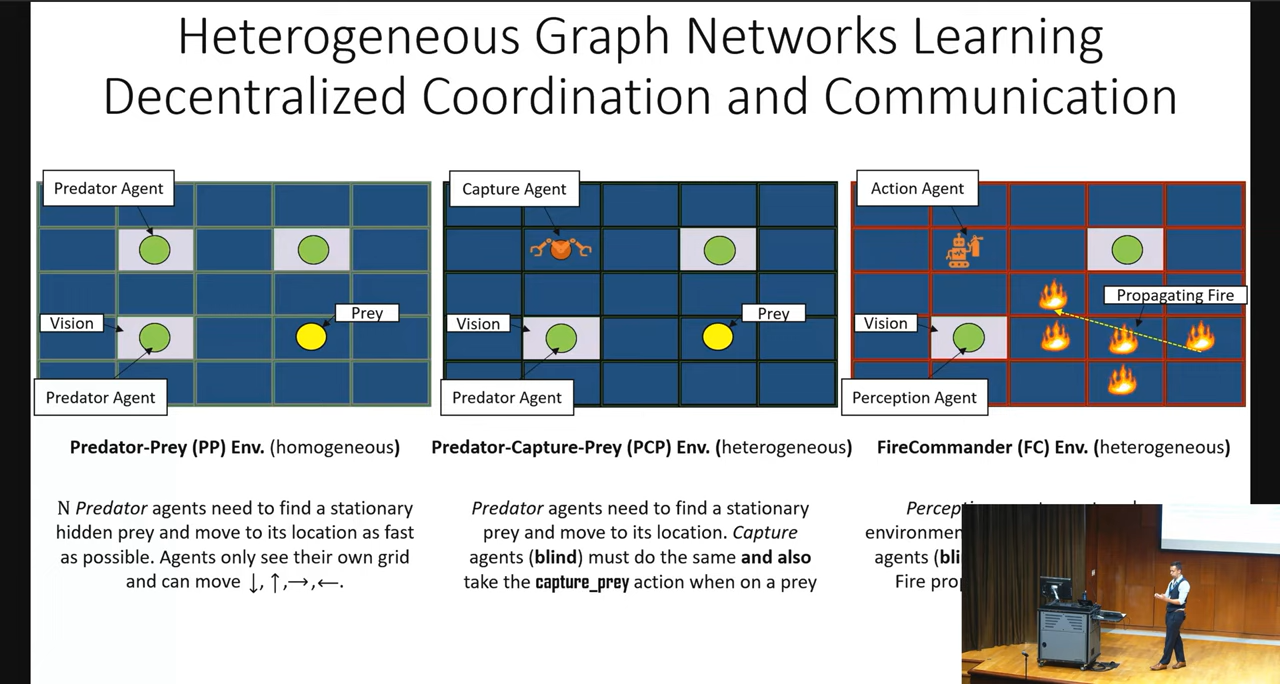 Heterogeneous Graph Networks Learning
Decentralized Coordination and Communication
Predator Agent
Vision
Prey
Predator Agent
Capture Agent
Vision
Prey
Predator Agent
Action Agent
Propagating Fire
Vision
Perception Agent
Predator-Prey (PP) Env. (homogeneous)
Predator-Capture-Prey (PCP) Env. (heterogeneous)
FireCommander (FC) Env. (heterogeneous)
N Predator agents need to find a stationary
hidden prey and move to its location as fast
as possible. Agents only see their own grid
and can move ↓, ↑,→,←.
Predator agents need to find a stationary
prey and move to its location. Capture
agents (blind) must do the same and also
take the capture_prey action when on a prey
agents
Fire